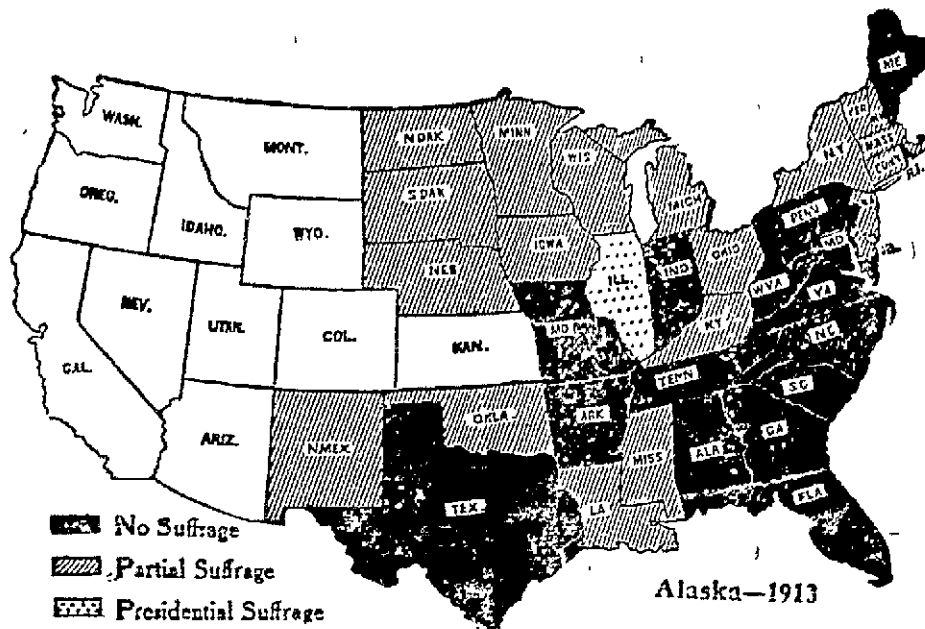 ME
WASH.
MONT.
N DAK
MINN
VER
N.Y.
MASS
CONN
R.I.
OREG.
IDAHO.
WYO.
S DAK
WIS
MICH
IOWA
PENN
NEV.
UTAH.
COL.
NEB
ILL.
IND
OHIO
MD
W VA
VA
CAL.
KAN.
MO
KY
N C
TENN
S C
ARIZ.
N MEX
OKLA.
ARK
MISS
ALA
GA
TEX.
LA
FLA
No Suffrage
Partial Suffrage
Presidential Suffrage
Alaska—1913